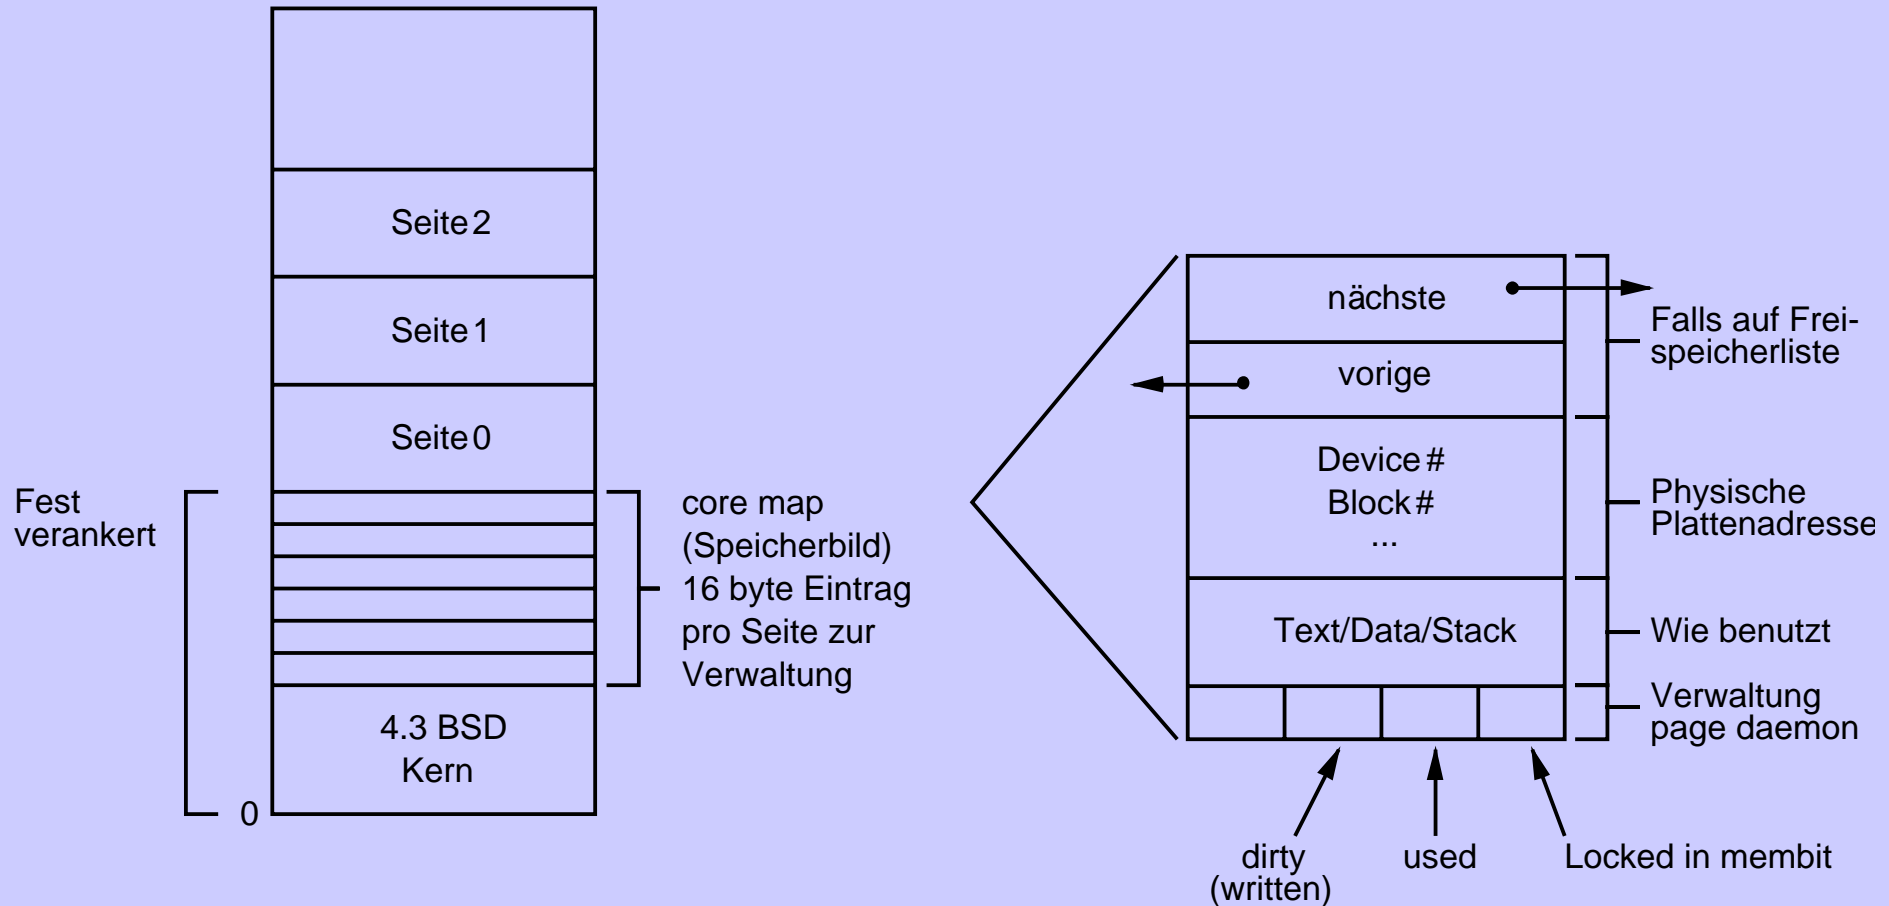 Seite 2
Seite 1
Seite 0
Fest
verankert
core map
(Speicherbild)
16 byte Eintrag
pro Seite zur
Verwaltung
4.3 BSD
Kern
0
nächste
vorige
Device #
Block #
...
Text/Data/Stack
Falls auf Frei-
speicherliste
Physische
Plattenadresse
Wie benutzt
Verwaltung
page daemon
dirty
(written)
used
Locked in membit